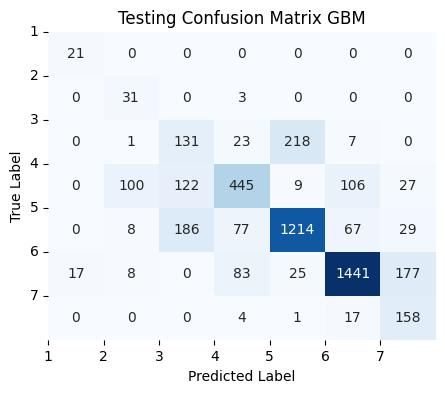 Testing Confusion Matrix GBM
1
21 0 0 0 0 0 0
2
0 31 0 3 0 0 0
3
0 1 131 23 218 7 0
4
0 100 122 445 9 106 27
5
0 8 186 77 1214 67 29
6
17 8 0 83 25 1441 177
7
0 0 0 4 1 17 158
True Label
1 2 3 4 5 6 7
Predicted Label